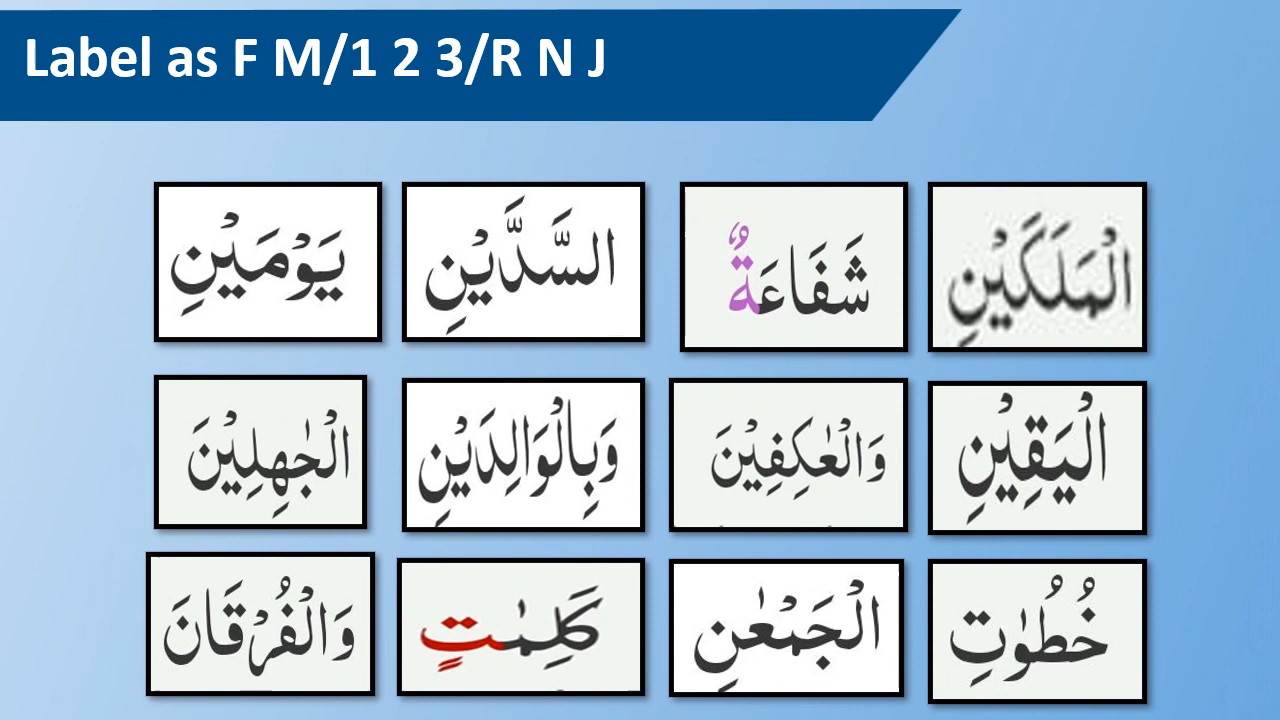 Label as F M/1 2 3/R N J
الْمَلَكَيْنِ شَفَاعَةٌ السَّدَّيْنِ يَوْمَيْنِ
الْيَقِيْنِ وَالْعٰكِفِيْنَ وَبِالْوَالِدَيْنِ الْجٰهِلِيْنَ
خُطُوٰتِ الْجَمْعٰنِ كَلِمٰتٍ وَالْفُرْقَانَ